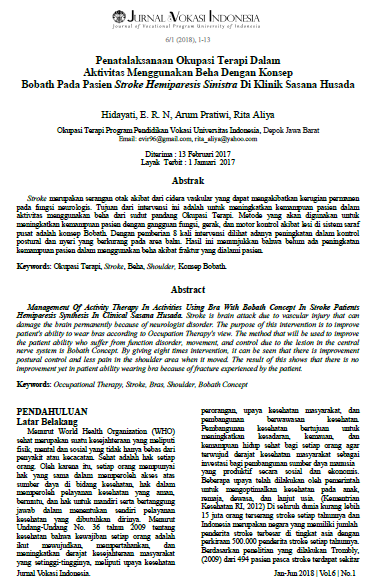 JURNAL VOKASI INDONESIA
Journal of Vocational Program University of Indonesia
6/1 (2018), 1-13
Penatalaksanaan Okupasi Terapi Dalam
Aktivitas Menggunakan Beha Dengan Konsep
Bobath Pada Pasien Stroke Hemiparesis Sinistra Di Klinik Sasana Husada
Hidayati, E. R. N, Arum Pratiwi, Rita Aliya
Okupasi Terapi Program Pendidikan Vokasi Universitas Indonesia, Depok Jawa Barat
Email: evir96@gmail.com, rita_aliya@yahoo.com
Diterima : 13 Februari 2017
Layak Terbit : 1 Januari 2017
Abstrak
Stroke merupakan serangan otak akibat dari cidera vaskular yang dapat mengakibatkan kerugian permanen
pada fungsi neurologis. Tujuan dari intervensi ini adalah untuk meningkatkan kemampuan pasien dalam
aktivitas menggunakan beha dari sudut pandang Okupasi Terapi. Metode yang akan digunakan untuk
meningkatkan kemampuan pasien dengan gangguan fungsi, gerak, dan motor kontrol akibat lesi di sistem saraf
pusat adalah konsep Bobath. Dengan pemberian 8 kali intervensi dilihat adanya peningkatan dalam kontrol
postural dan nyeri yang berkurang pada area bahu. Hasil ini menunjukkan bahwa belum ada peningkatan
kemampuan pasien dalam menggunakan beha akibat fraktur yang dialami pasien.
Keywords: Okupasi Terapi, Stroke, Beha, Shoulder, Konsep Bobath.
Abstract
Management Of Activity Therapy In Activities Using Bra With Bobath Concept In Stroke Patients
Hemiparesis Synthesis In Clinical Sasana Husada. Stroke is brain attack due to vascular injury that can
damage the brain permanently because of neurologist disorder. The purpose of this intervention is to improve
patient's ability to wear bras according to Occupation Therapy's view. The method that will be used to improve
the patient ability who suffer from function disorder, movement, and control due to the lesion in the central
nerve system is Bobath Concept. By giving eight times intervention, it can be seen that there is improvement
postural control and less pain in the shoulder area when it moved. The result of this shows that there is no
improvement yet in patient ability wearing bra because of fracture experienced by the patient.
Keywords: Occupational Therapy, Stroke, Bras, Shoulder, Bobath Concept
PENDAHULUAN
Latar Belakang
Menurut World Health Organization (WHO)
sehat merupakan suatu kesejahteraan yang meliputi
fisik, mental dan sosial yang tidak hanya bebas dari
penyakit atau kecacatan. Sehat adalah hak setiap
orang. Oleh karena itu, setiap orang mempunyai
hak yang sama dalam memperoleh akses atas
sumber daya di bidang kesehatan, hak dalam
memperoleh pelayanan kesehatan yang aman,
bermutu, dan hak untuk mandiri serta bertanggung
jawab dalam menentukan sendiri pelayanan
kesehatan yang dibutuhkan dirinya. Menurut
Undang-Undang No. 36 tahun 2009 tentang
kesehatan bahwa kewajiban setiap orang adalah
ikut mewujudkan, mempertahankan, dan
meningkatkan derajat kesejahteraan masyarakat
yang setinggi-tingginya, meliputi upaya kesehatan
perorangan, upaya kesehatan masyarakat, dan
pembangunan berwawasan kesehatan.
Pembangunan kesehatan bertujuan untuk
meningkatkan kesadaran, kemauan, dan
kemampuan hidup sehat bagi setiap orang agar
terwujud derajat kesehatan masyarakat sebagai
investasi bagi pembangunan sumber daya manusia
yang produktif secara sosial dan ekonomis.
Beberapa upaya telah dilakukan oleh pemerintah
untuk mengoptimalkan kesehatan pada anak,
remaja, dewasa, dan lanjut usia. (Kementrian
Kesehatan RI, 2012) Di seluruh dunia kurang lebih
15 juta orang terserang stroke setiap tahunnya dan
Indonesia merupakan negara yang memiliki jumlah
penderita stroke terbesar di tingkat asia dengan
perkiraan 500.000 penderita stroke setiap tahunnya.
Berdasarkan penelitian yang dilakukan Trombly,
(2009) dari 494 pasien pasca stroke terdapat sekitar
Jurnal Vokasi Indonesia.
Jan-Jun 2018 | Vol.6 | No.1